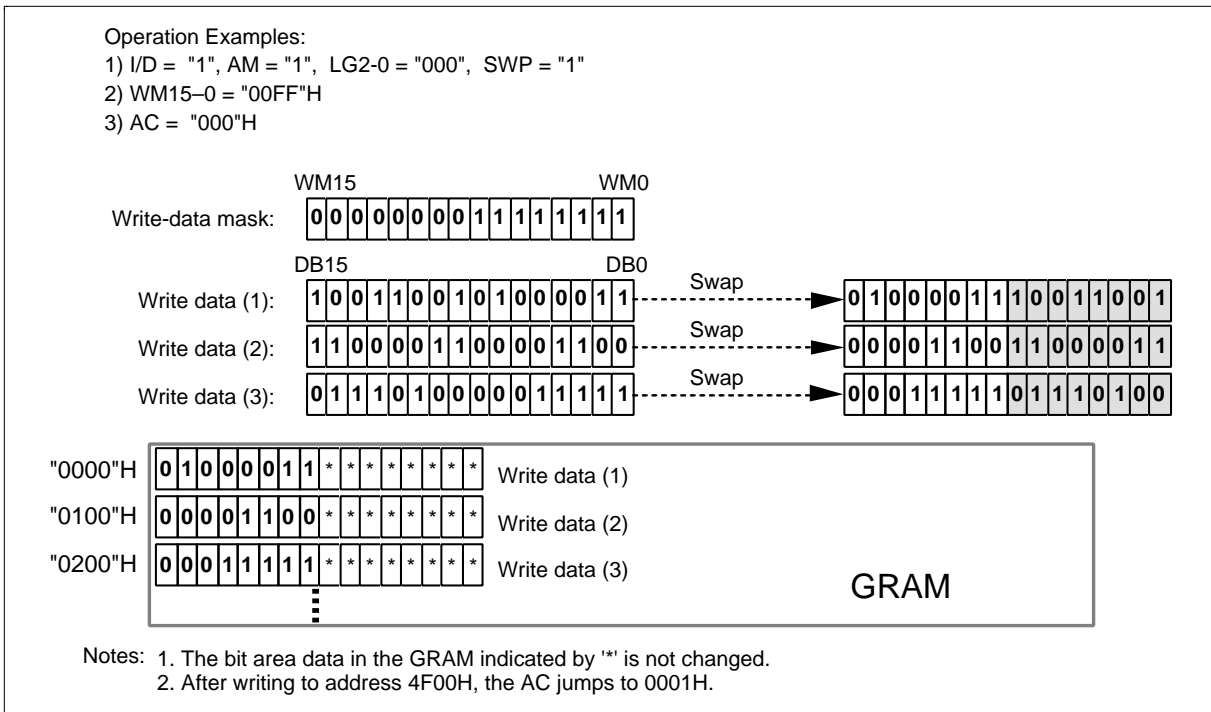 Operation Examples:
1) I/D = "1", AM = "1", LG2-0 = "000", SWP = "1"
2) WM15–0 = "00FF"H
3) AC = "000"H
WM15 WM0
Write-data mask: 0 0 0 0 0 0 0 0 1 1 1 1 1 1 1 1
DB15 DB0
Write data (1): 1 0 0 1 1 0 0 1 0 1 0 0 0 0 1 1 Swap 0 1 0 0 0 0 1 1 1 0 0 1 1 0 0 1
Write data (2): 1 1 0 0 0 0 1 1 0 0 0 0 1 1 0 0 Swap 0 0 0 0 1 1 0 0 1 1 0 0 0 0 1 1
Write data (3): 0 1 1 1 0 1 0 0 0 0 0 1 1 1 1 1 Swap 0 0 0 1 1 1 1 1 0 1 1 1 0 1 0 0
"0000"H 0 1 0 0 0 0 1 1 * * * * * * * * Write data (1)
"0100"H 0 0 0 0 1 1 0 0 * * * * * * * * Write data (2)
"0200"H 0 0 0 1 1 1 1 1 * * * * * * * * Write data (3)
GRAM
Notes: 1. The bit area data in the GRAM indicated by '*' is not changed.
2. After writing to address 4F00H, the AC jumps to 0001H.